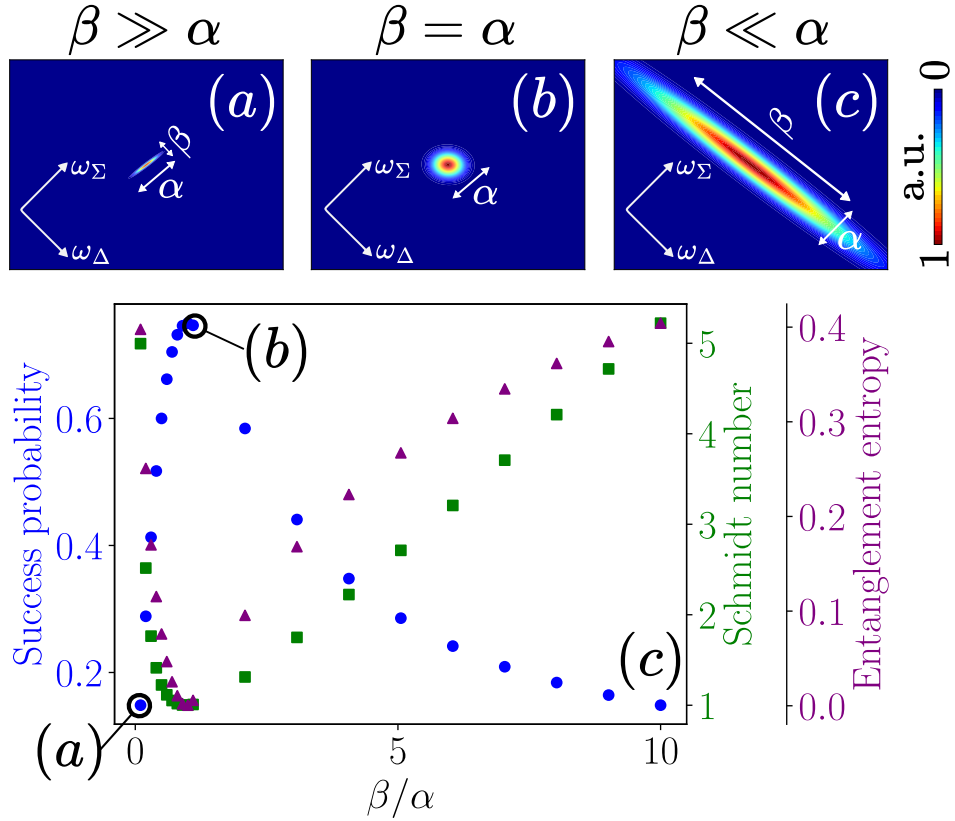 β ≫ α
β = α
β ≪ α
(a)
β
α
ω_Σ
ω_Δ
(b)
α
ω_Σ
ω_Δ
(c)
β
α
ω_Σ
ω_Δ
0
a.u.
1
Success probability
0.6
0.4
0.2
(b)
(a)
(c)
0
5
10
β/α
5
4
3
2
1
Schmidt number
0.4
0.3
0.2
0.1
0.0
Entanglement entropy